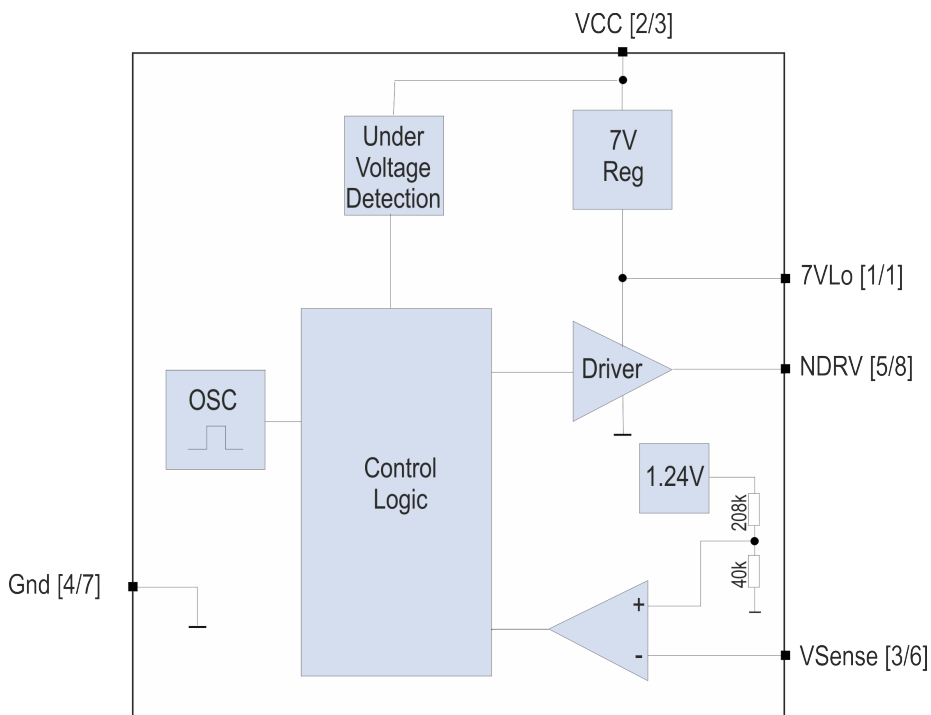 VCC [2/3]
Under
Voltage
Detection
7V
Reg
7VLo [1/1]
Driver
NDRV [5/8]
OSC
1.24V
Control
Logic
208k
40k
Gnd [4/7]
+
-
VSense [3/6]